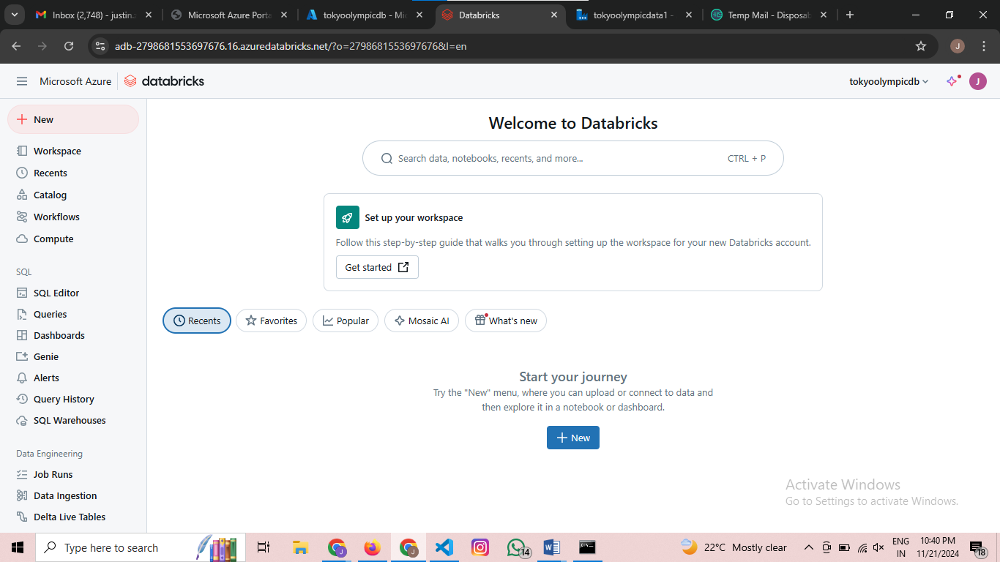 Inbox (2,748) - justin.
Microsoft Azure Porta
tokyoolympicdb - Mic
Databricks
tokyoolympicdata1 -
Temp Mail - Disposab
adb-2798681553697676.16.azuredatabricks.net/?o=2798681553697676&l=en
J
Microsoft Azure
databricks
tokyoolympicdb
J
New
Workspace
Recents
Catalog
Workflows
Compute
SQL
SQL Editor
Queries
Dashboards
Genie
Alerts
Query History
SQL Warehouses
Data Engineering
Job Runs
Data Ingestion
Delta Live Tables
Welcome to Databricks
Search data, notebooks, recents, and more...
CTRL + P
Set up your workspace
Follow this step-by-step guide that walks you through setting up the workspace for your new Databricks account.
Get started
Recents
Favorites
Popular
Mosaic AI
What's new
Start your journey
Try the "New" menu, where you can upload or connect to data and
then explore it in a notebook or dashboard.
New
Activate Windows
Go to Settings to activate Windows.
Type here to search
J
J
14
22°C Mostly clear
ENG
IN
10:40 PM
11/21/2024
18